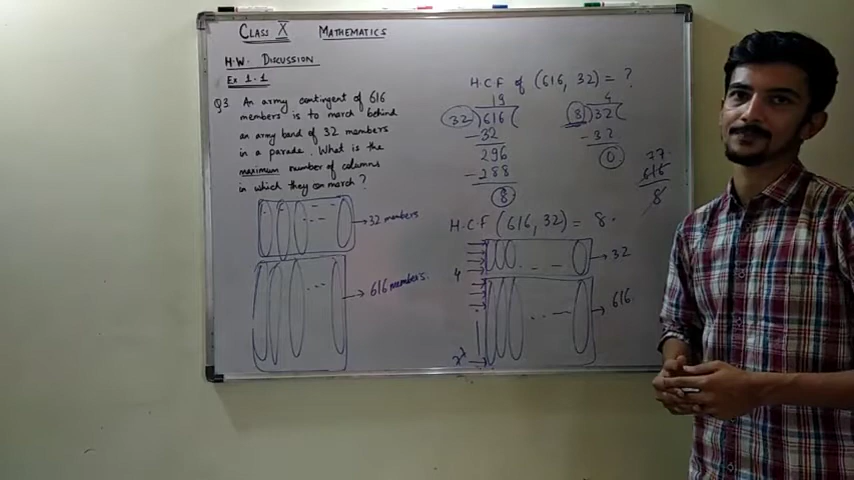 CLASS X MATHEMATICS
H.W. DISCUSSION
Ex 1.1
Q3 An army contingent of 616
members is to march behind
an army band of 32 members
in a parade. What is the
maximum number of columns
in which they can march?
32 members
616 members.
H.C.F of (616, 32) = ?
19
32)616(
-32
296
-288
8
4
8)32(
-32
0
77
616
8
H.C.F (616, 32) = 8.
4
32
616